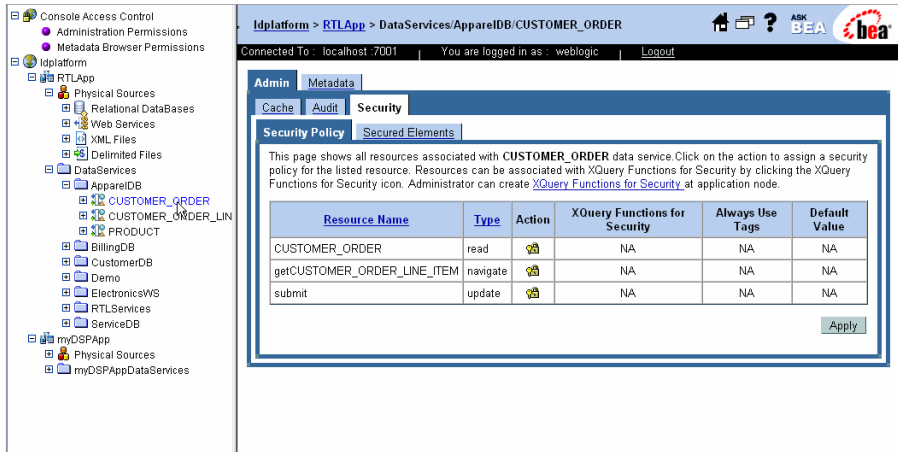 Console Access Control
Administration Permissions
Metadata Browser Permissions
ldplatform
RTLApp
Physical Sources
Relational DataBases
Web Services
XML Files
Delimited Files
DataServices
ApparelDB
CUSTOMER_ORDER
CUSTOMER_ORDER_LIN
PRODUCT
BillingDB
CustomerDB
Demo
ElectronicsWS
RTLServices
ServiceDB
myDSPApp
Physical Sources
myDSPAppDataServices
ldplatform > RTLApp > DataServices/ApparelDB/CUSTOMER_ORDER
? ASK BEA bea
Connected To : localhost :7001 | You are logged in as : weblogic | Logout
Admin Metadata
Cache Audit Security
Security Policy Secured Elements
This page shows all resources associated with CUSTOMER_ORDER data service.Click on the action to assign a security
policy for the listed resource. Resources can be associated with XQuery Functions for Security by clicking the XQuery
Functions for Security icon. Administrator can create XQuery Functions for Security at application node.
Resource Name Type Action XQuery Functions for Security Always Use Tags Default Value
CUSTOMER_ORDER read NA NA NA
getCUSTOMER_ORDER_LINE_ITEM navigate NA NA NA
submit update NA NA NA
Apply